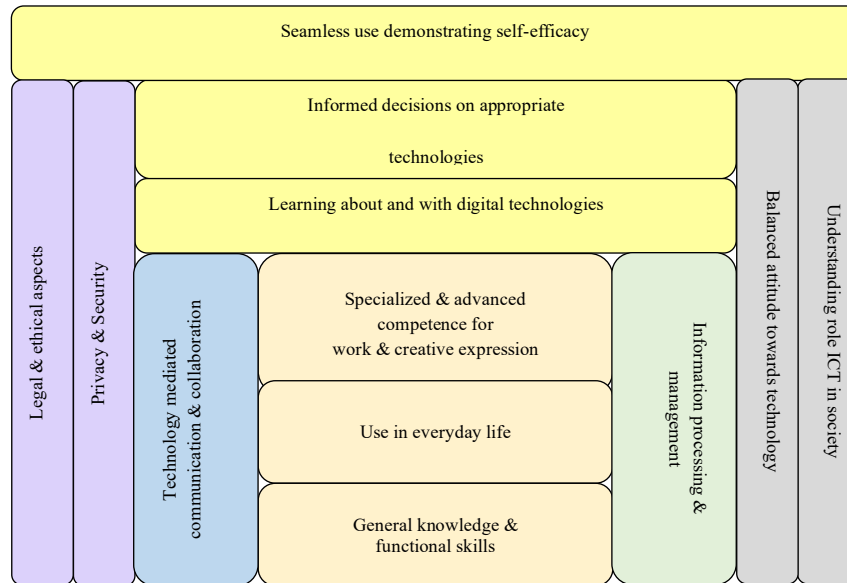 Seamless use demonstrating self-efficacy
Informed decisions on appropriate
technologies
Learning about and with digital technologies
Legal & ethical aspects
Privacy & Security
Technology mediated
communication & collaboration
Specialized & advanced
competence for
work & creative expression
Use in everyday life
General knowledge &
functional skills
Information processing &
management
Balanced attitude towards technology
Understanding role ICT in society